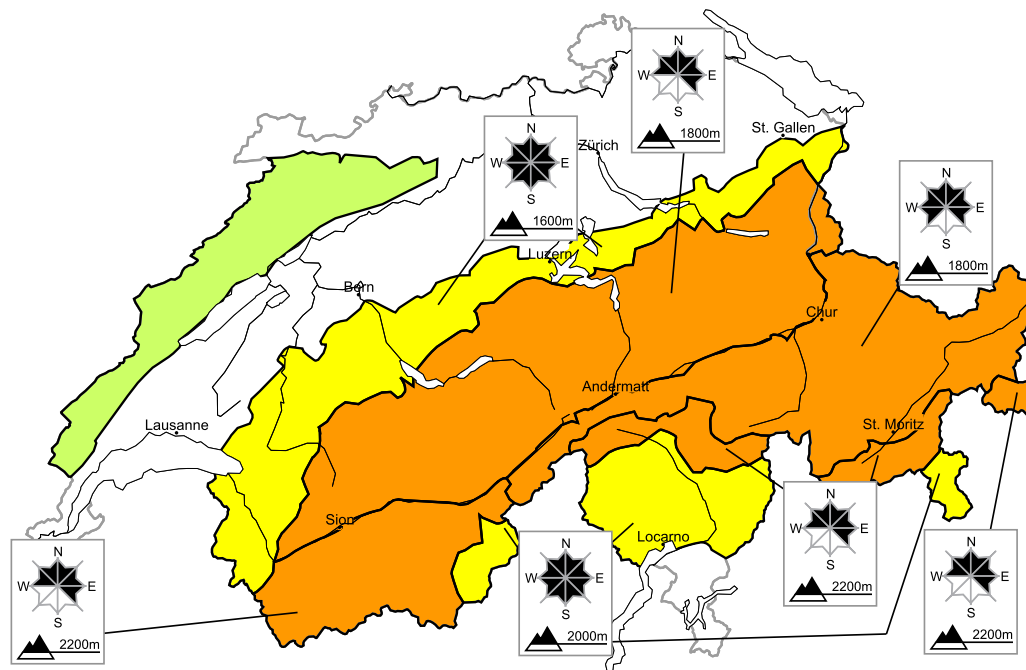 N
W E
S
1800m
St. Gallen
N
W E
S
1600m
Zürich
N
W E
S
1800m
Luzern
Bern
Chur
Andermatt
St. Moritz
Lausanne
Sion
Locarno
N
W E
S
2200m
N
W E
S
2200m
N
W E
S
2000m
N
W E
S
2200m